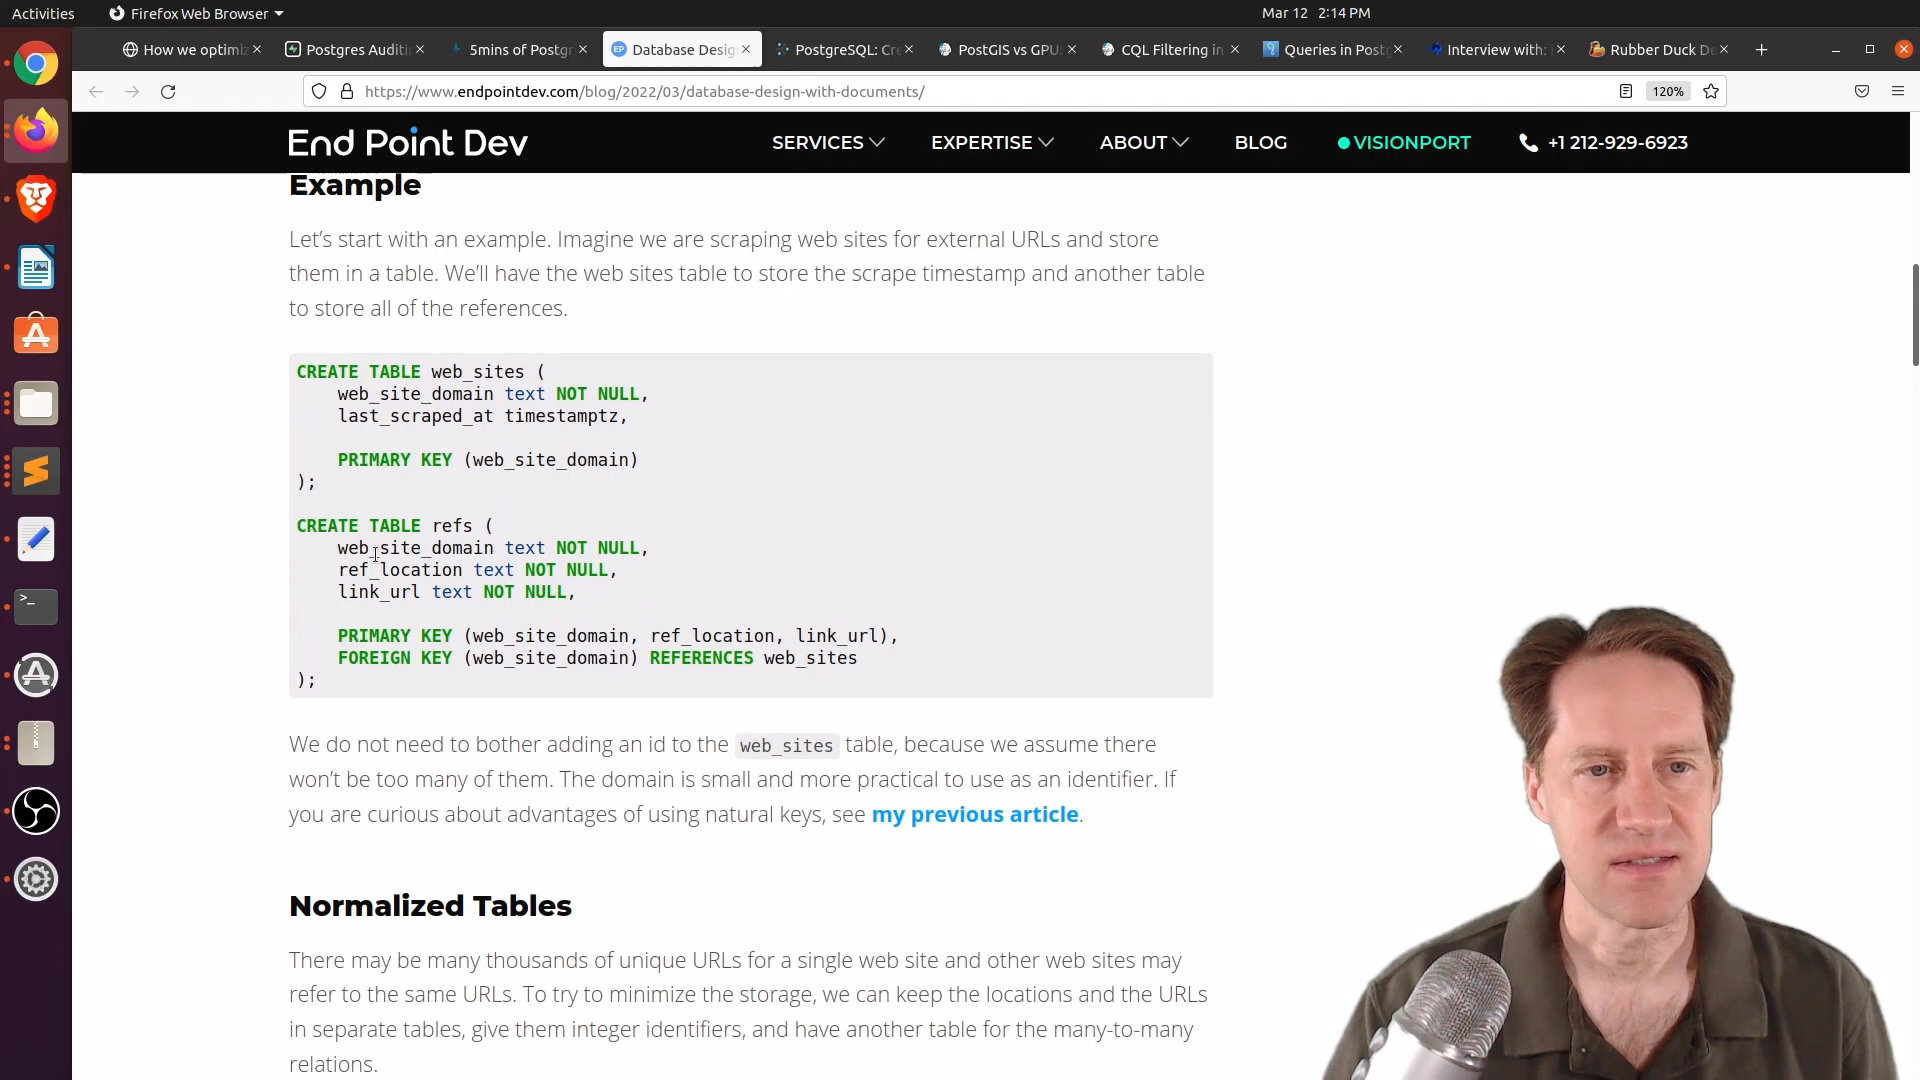 Activities
Firefox Web Browser
Mar 12 2:14 PM
How we optimiz
Postgres Auditi
5mins of Postgr
Database Desig
PostgreSQL: Cr
PostGIS vs GPU:
CQL Filtering in
Queries in Postg
Interview with:
Rubber Duck De
https://www.endpointdev.com/blog/2022/03/database-design-with-documents/
120%
End Point Dev
SERVICES
EXPERTISE
ABOUT
BLOG
VISIONPORT
+1 212-929-6923
Example
Let's start with an example. Imagine we are scraping web sites for external URLs and store
them in a table. We'll have the web sites table to store the scrape timestamp and another table
to store all of the references.
CREATE TABLE web_sites (
web_site_domain text NOT NULL,
last_scraped_at timestamptz,
PRIMARY KEY (web_site_domain)
);
CREATE TABLE refs (
web_site_domain text NOT NULL,
ref_location text NOT NULL,
link_url text NOT NULL,
PRIMARY KEY (web_site_domain, ref_location, link_url),
FOREIGN KEY (web_site_domain) REFERENCES web_sites
);
We do not need to bother adding an id to the web_sites table, because we assume there
won't be too many of them. The domain is small and more practical to use as an identifier. If
you are curious about advantages of using natural keys, see my previous article.
Normalized Tables
There may be many thousands of unique URLs for a single web site and other web sites may
refer to the same URLs. To try to minimize the storage, we can keep the locations and the URLs
in separate tables, give them integer identifiers, and have another table for the many-to-many
relations.